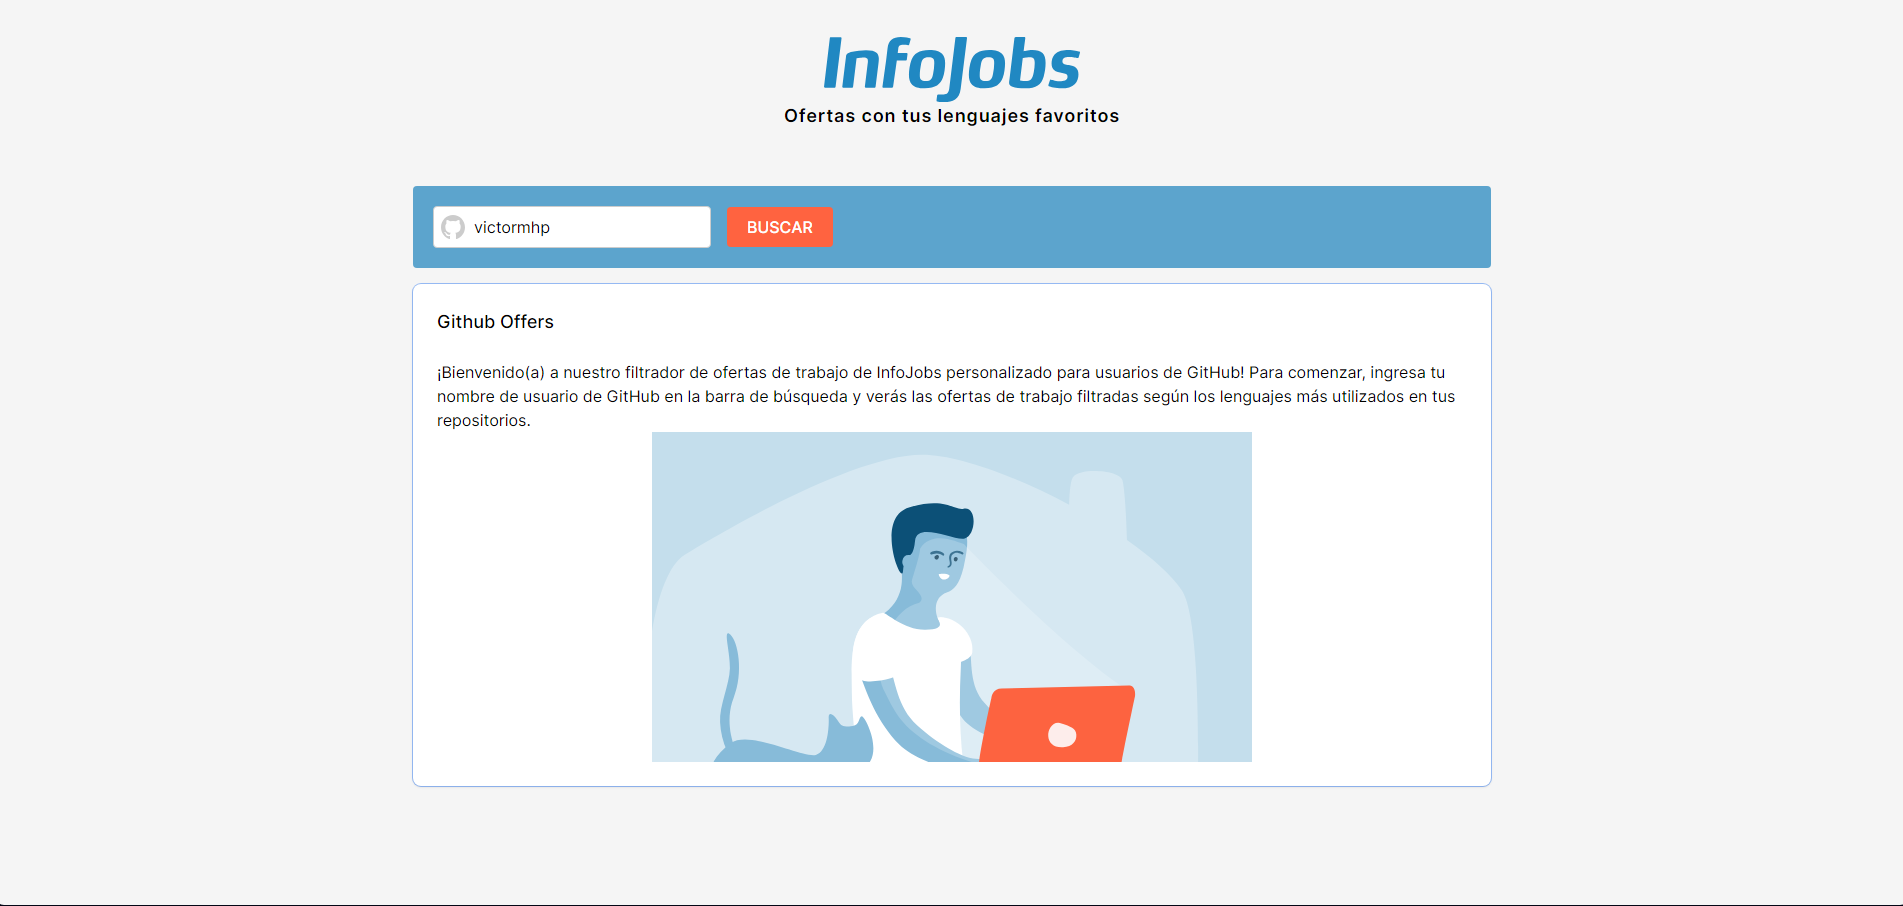 InfoJobs
Ofertas con tus lenguajes favoritos
victormhp
BUSCAR
Github Offers
¡Bienvenido(a) a nuestro filtrador de ofertas de trabajo de InfoJobs personalizado para usuarios de GitHub! Para comenzar, ingresa tu
nombre de usuario de GitHub en la barra de búsqueda y verás las ofertas de trabajo filtradas según los lenguajes más utilizados en tus
repositorios.